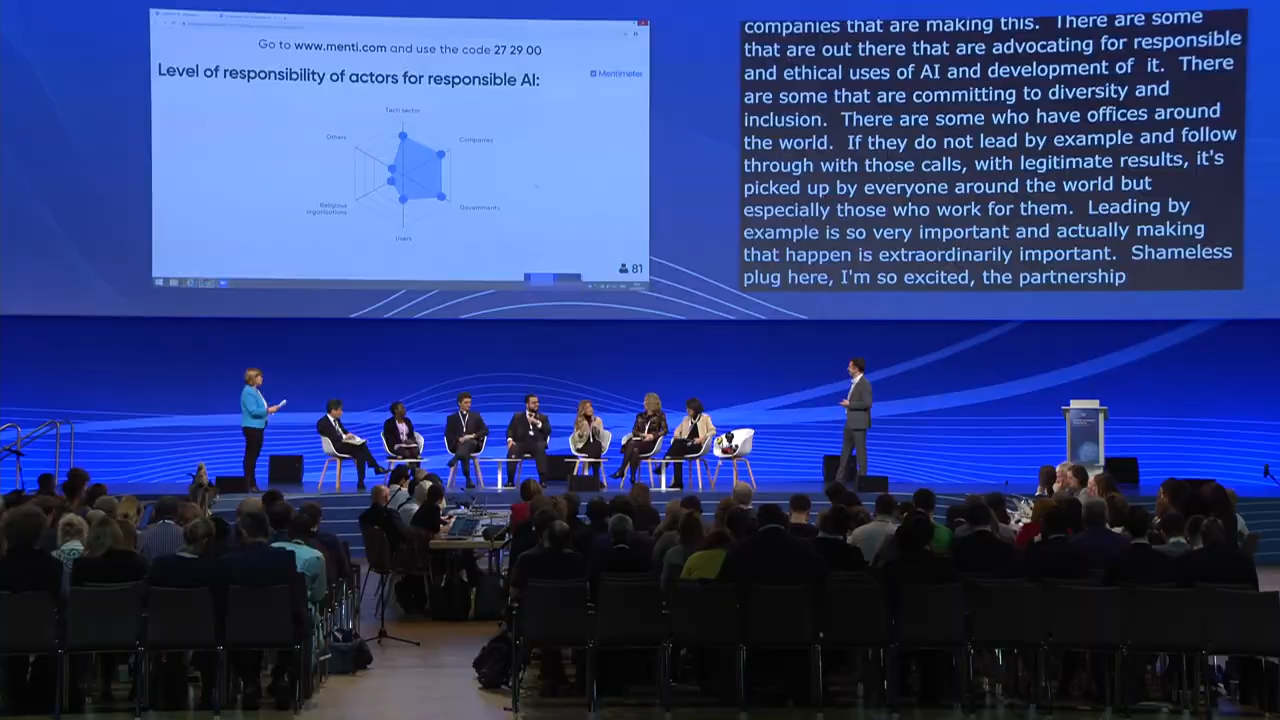 Go to www.menti.com and use the code 27 29 00
Level of responsibility of actors for responsible AI:
Mentimeter
Tech sector
Others
Companies
Religious
organisations
Governments
Users
81
companies that are making this. There are some
that are out there that are advocating for responsible
and ethical uses of AI and development of it. There
are some that are committing to diversity and
inclusion. There are some who have offices around
the world. If they do not lead by example and follow
through with those calls, with legitimate results, it's
picked up by everyone around the world but
especially those who work for them. Leading by
example is so very important and actually making
that happen is extraordinarily important. Shameless
plug here, I'm so excited, the partnership